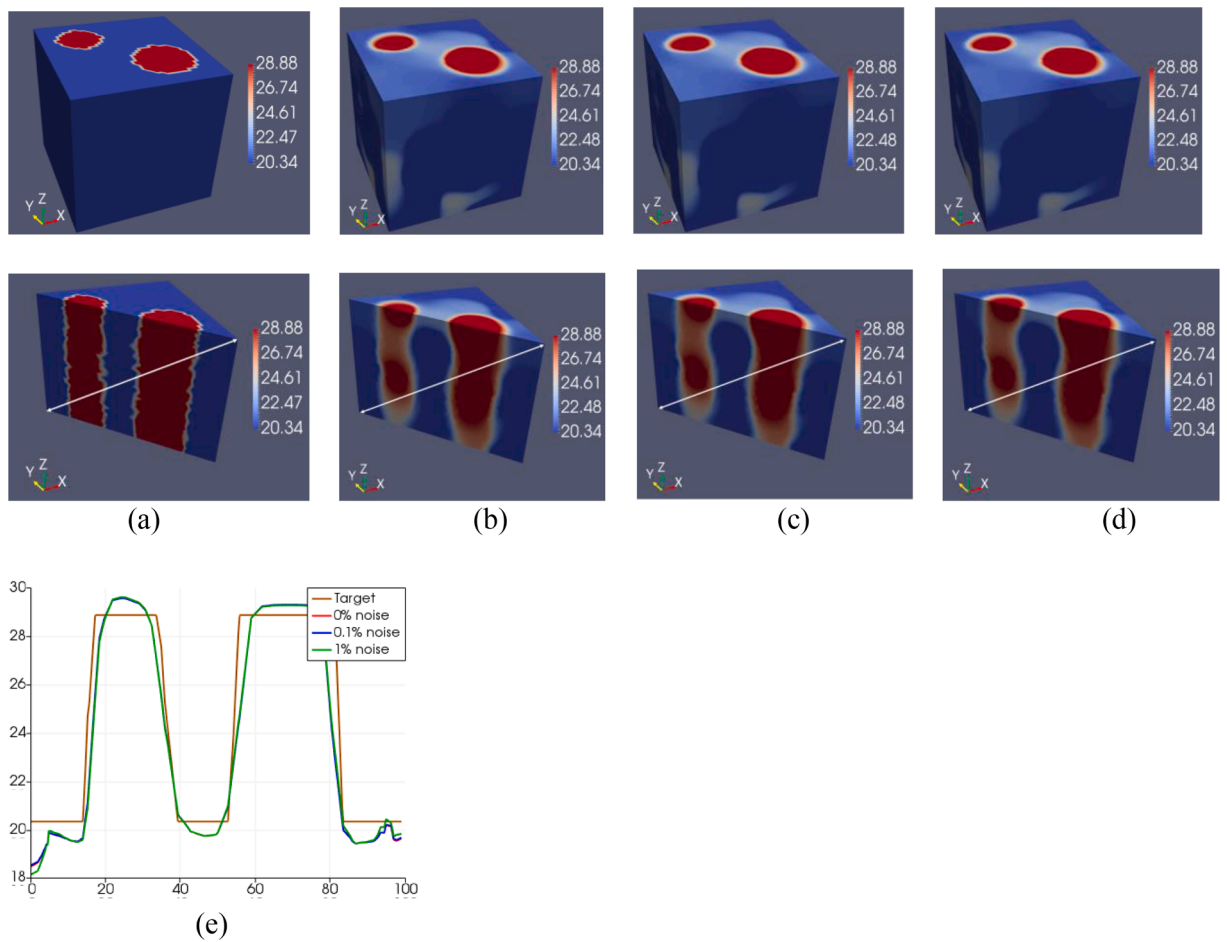 28.88
26.74
24.61
22.47
20.34
Z
Y
X
28.88
26.74
24.61
22.48
20.34
Z
Y
X
28.88
26.74
24.61
22.48
20.34
Z
Y
X
28.88
26.74
24.61
22.48
20.34
Z
Y
X
28.88
26.74
24.61
22.47
20.34
Z
Y
X
28.88
26.74
24.61
22.48
20.34
Z
Y
X
28.88
26.74
24.61
22.48
20.34
Z
Y
X
28.88
26.74
24.61
22.48
20.34
Z
Y
X
(a) (b) (c) (d)
30
28
26
24
22
20
18
Target
0% noise
0.1% noise
1% noise
0 20 40 60 80 100
(e)